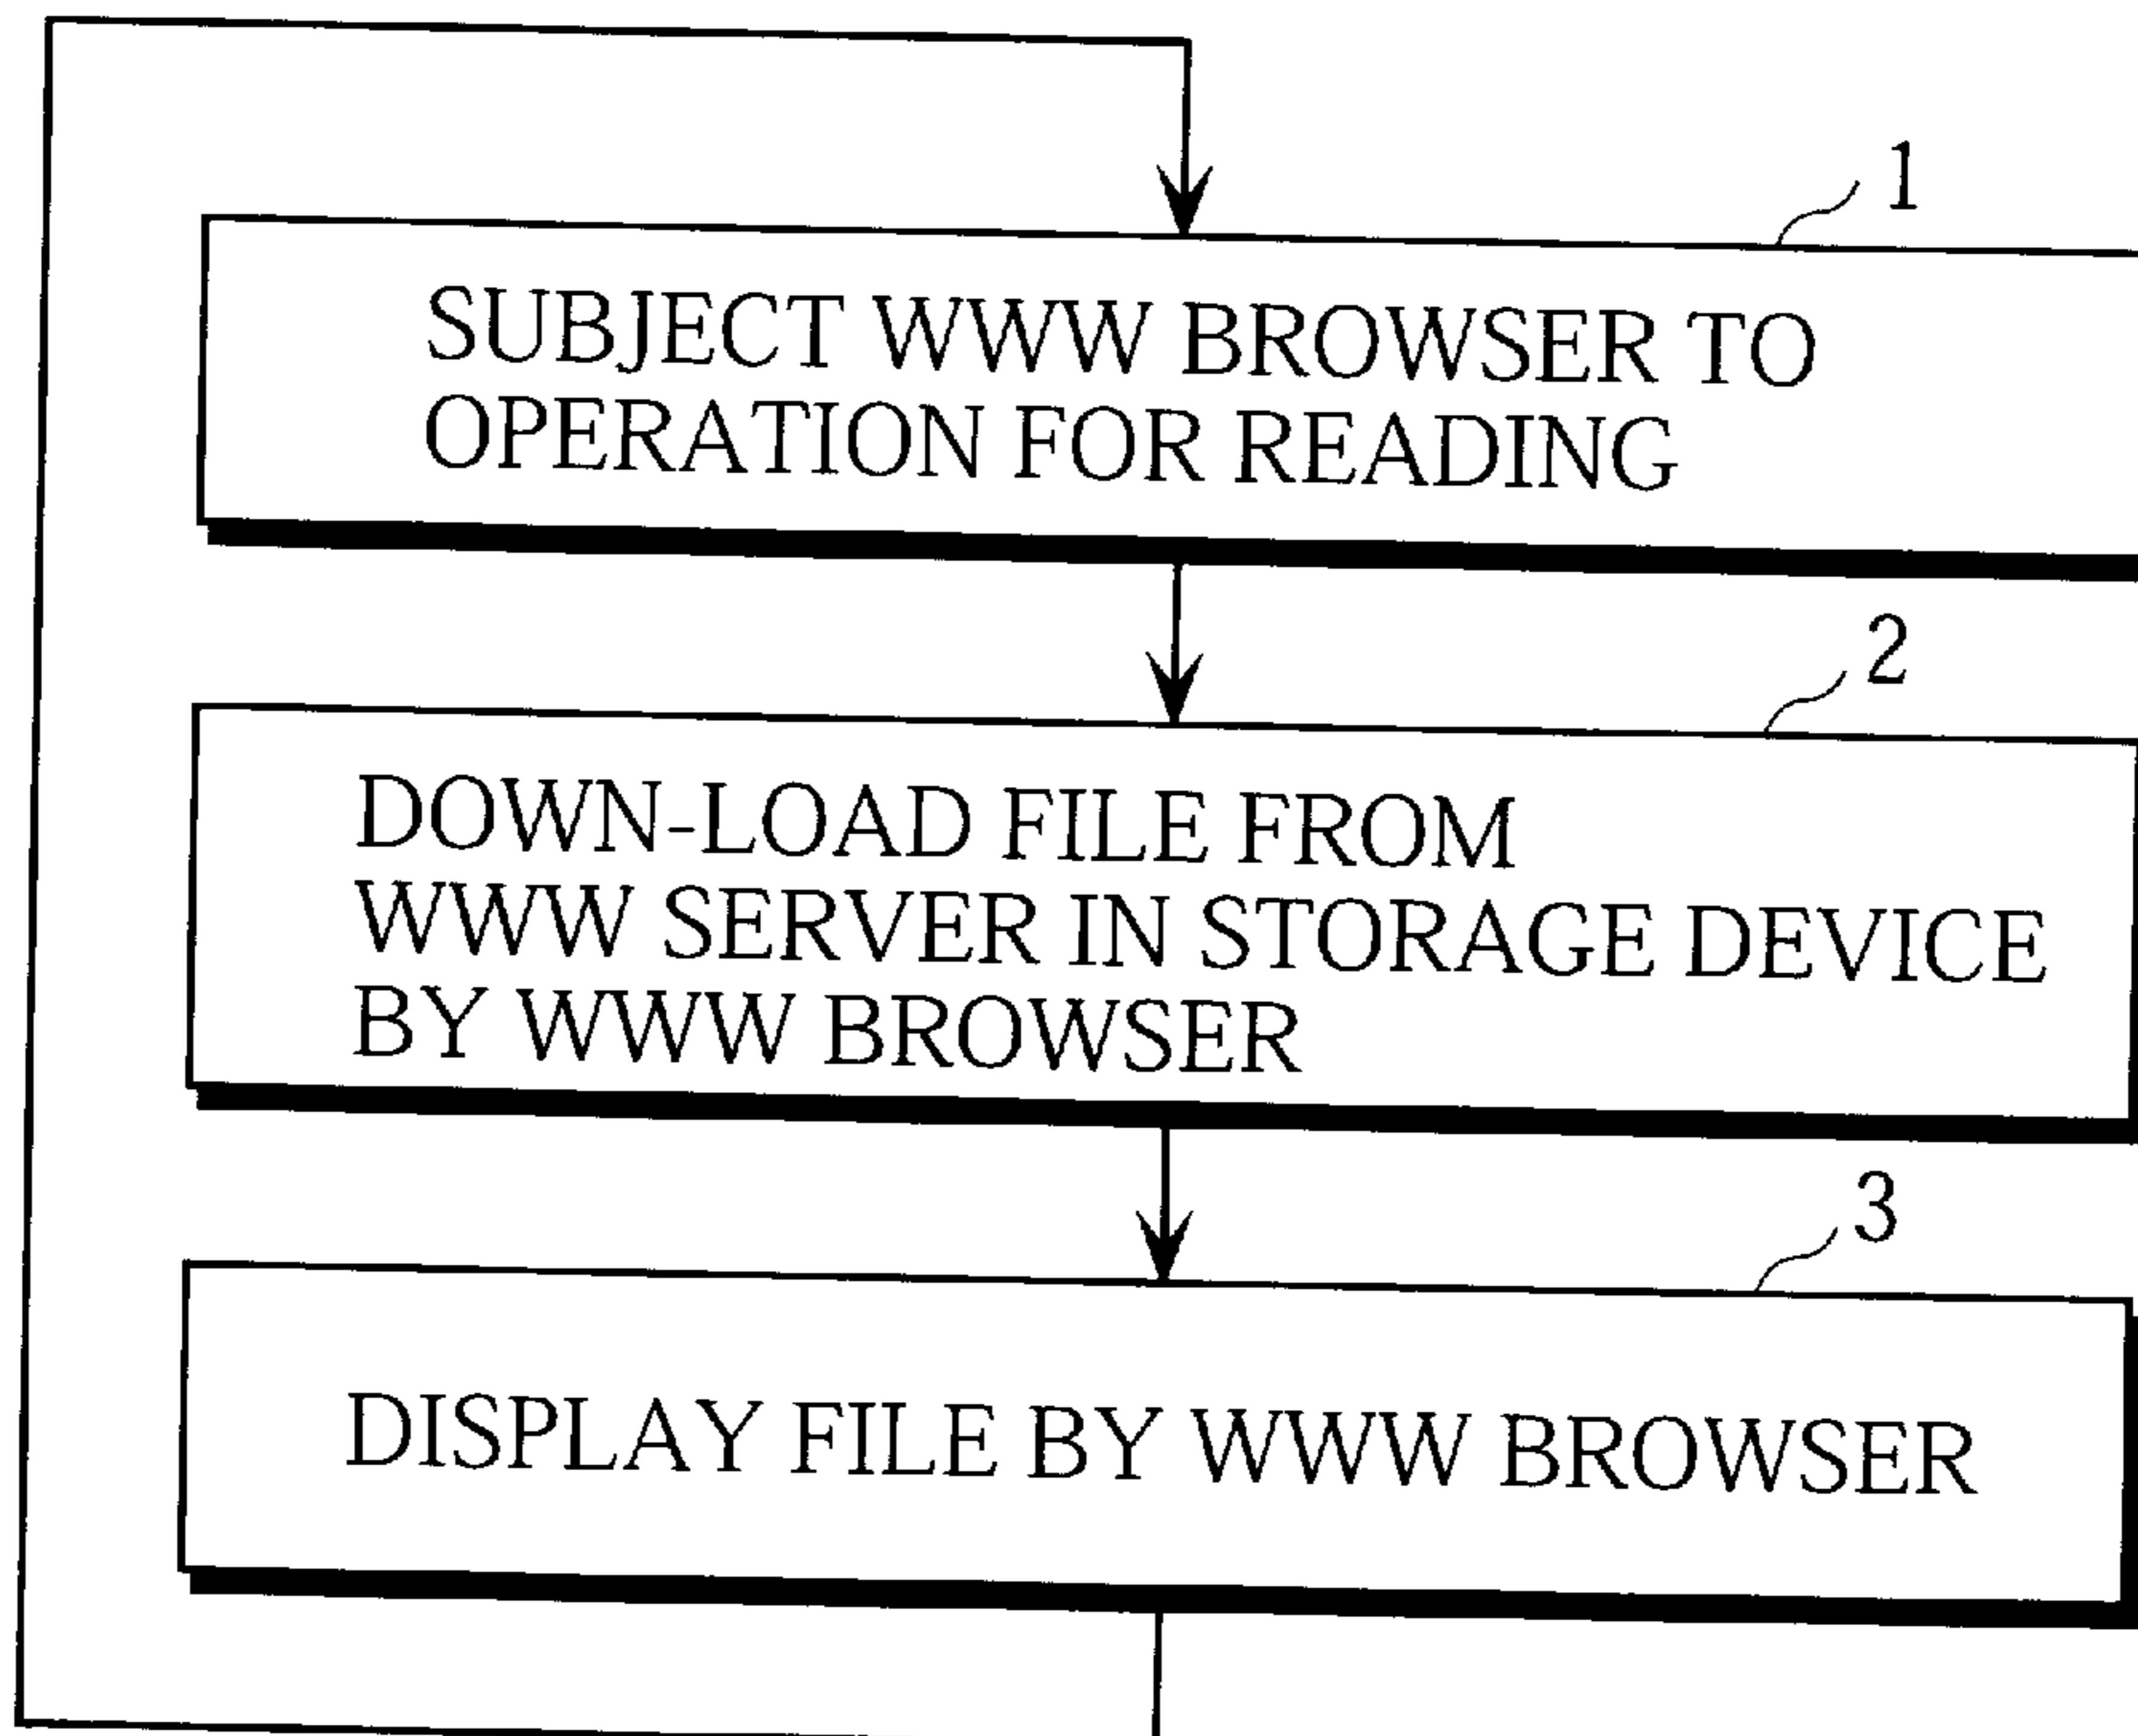 1
SUBJECT WWW BROWSER TO
OPERATION FOR READING
2
DOWN-LOAD FILE FROM
WWW SERVER IN STORAGE DEVICE
BY WWW BROWSER
3
DISPLAY FILE BY WWW BROWSER